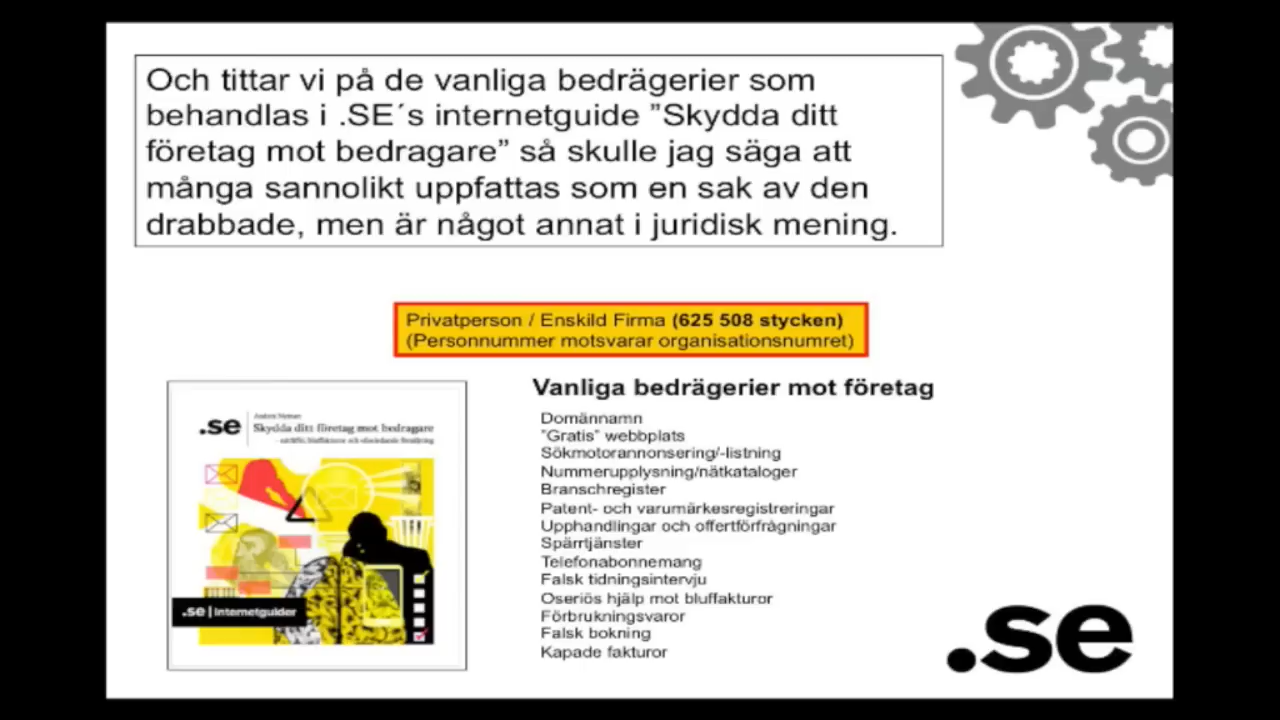 Och tittar vi på de vanliga bedrägerier som
behandlas i .SE´s internetguide ”Skydda ditt
företag mot bedragare” så skulle jag säga att
många sannolikt uppfattas som en sak av den
drabbade, men är något annat i juridisk mening.
Privatperson / Enskild Firma (625 508 stycken)
(Personnummer motsvarar organisationsnumret)
.se
Skydda ditt företag mot bedragare
.se | Internetguider
Vanliga bedrägerier mot företag
Domännamn
”Gratis” webbplats
Sökmotorannonsering/-listning
Nummerupplysning/nätkataloger
Branschregister
Patent- och varumärkesregistreringar
Upphandlingar och offertförfrågningar
Spärrtjänster
Telefonabonnemang
Falsk tidningsintervju
Oseriös hjälp mot bluffakturor
Förbrukningsvaror
Falsk bokning
Kapade fakturor
.se